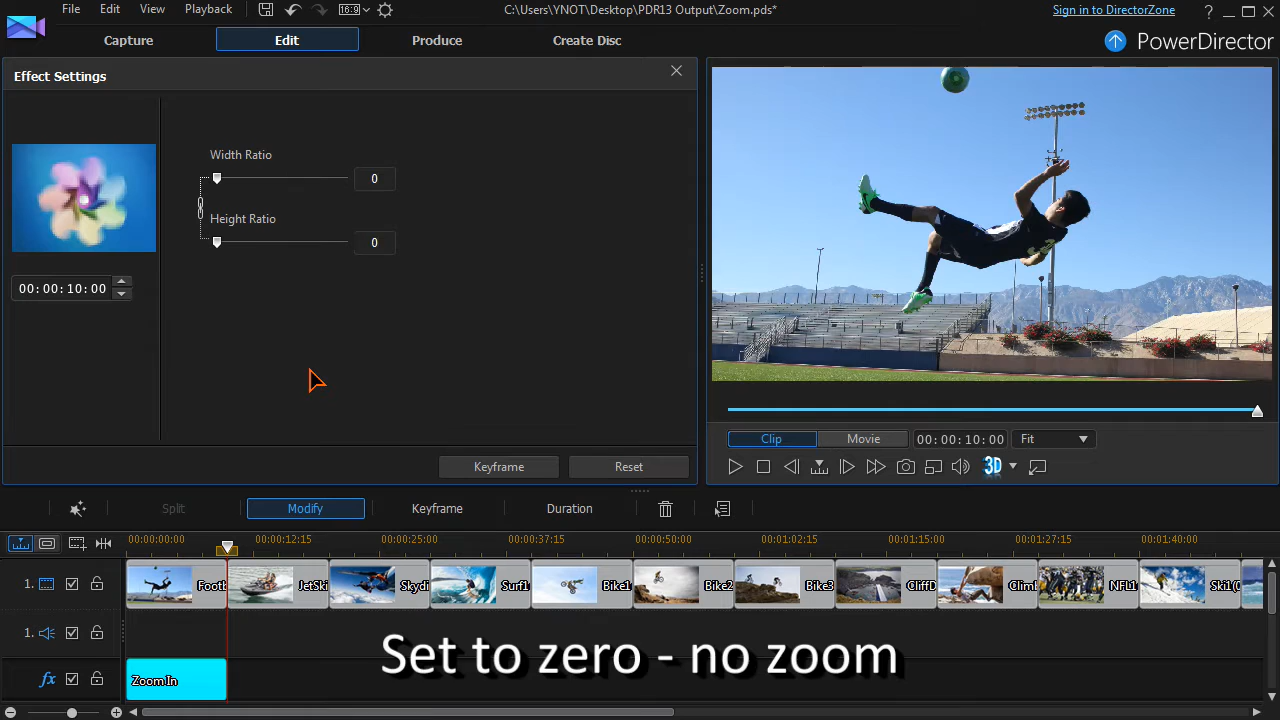 File Edit View Playback 16:9 C:\Users\YNOT\Desktop\PDR13 Output\Zoom.pds* Sign in to DirectorZone ?
Capture Edit Produce Create Disc PowerDirector
Effect Settings
Width Ratio
0
Height Ratio
0
00:00:10:00
Keyframe Reset
Clip Movie 00:00:10:00 Fit
3D
Split Modify Keyframe Duration
00:00:00:00 00:00:12:15 00:00:25:00 00:00:37:15 00:00:50:00 00:01:02:15 00:01:15:00 00:01:27:15 00:01:40:00
1. Footb JetSki Skydi Surf1 Bike1 Bike2 Bike3 CliffD Climb NFL1 Ski1(
1.
Set to zero - no zoom
fx Zoom In